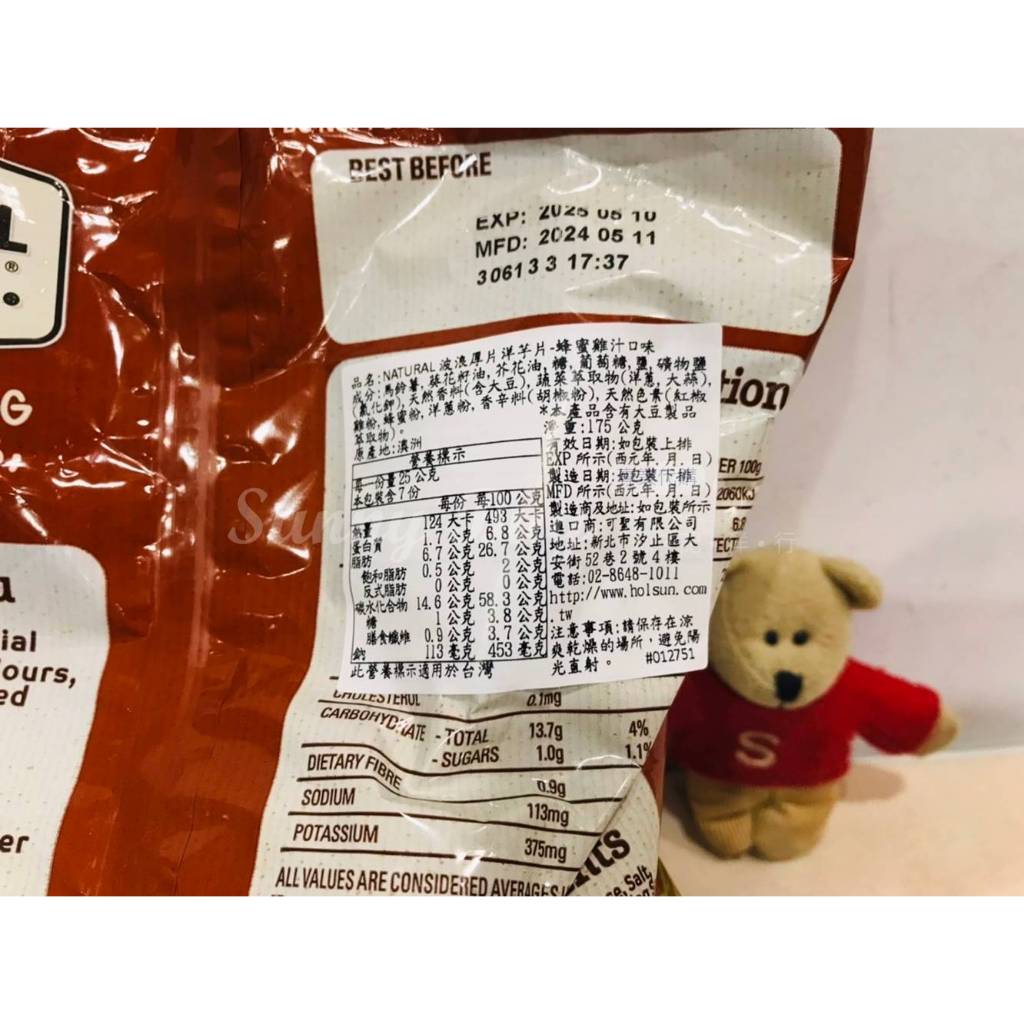 BEST BEFORE
EXP: 2025 05 10
MFD: 2024 05 11
30613 3 17:37
L
®
G
ial
ours,
ed
er
品名:NATURAL 波浪厚片洋芋片-蜂蜜雞汁口味
成分:馬鈴薯, 葵花籽油, 芥花油, 糖, 葡萄糖, 鹽, 礦物鹽
(氯化鉀), 天然香料(含大豆), 蔬菜萃取物(洋蔥, 大蒜),
雞粉, 蜂蜜粉, 洋蔥粉, 香辛料(胡椒粉), 天然色素(紅椒
萃取物)。
*本產品含有大豆製品
原產地:澳洲
淨重:175 公克
有效日期:如包裝上排
EXP 所示(西元年. 月. 日)
製造日期:如包裝下排
MFD 所示(西元年. 月. 日)
製造商及地址:如包裝所示
進口商:可聖有限公司
地址:新北市汐止區大
安街 52 巷 2 號 4 樓
電話:02-8648-1011
http://www.holsun.com
.tw
注意事項:請保存在涼
爽乾燥的場所，避免陽
光直射。 #012751
營養標示
每一份量 25 公克
本包裝含 7 份
每份 每100 公克
熱量 124 大卡 493 大卡
蛋白質 1.7 公克 6.8 公克
脂肪 6.7 公克 26.7 公克
飽和脂肪 0.5 公克 2 公克
反式脂肪 0 公克 0 公克
碳水化合物 14.6 公克 58.3 公克
糖 1 公克 3.8 公克
膳食纖維 0.9 公克 3.7 公克
鈉 113 毫克 453 毫克
此營養標示適用於台灣
tion
ER 100g
2060KJ
6.8
CHOLESTEROL 0.1mg
CARBOHYDRATE - TOTAL 13.7g 4%
- SUGARS 1.0g 1.1%
DIETARY FIBRE 0.9g
SODIUM 113mg
POTASSIUM 375mg
ALL VALUES ARE CONSIDERED AVERAGES
Salt
S